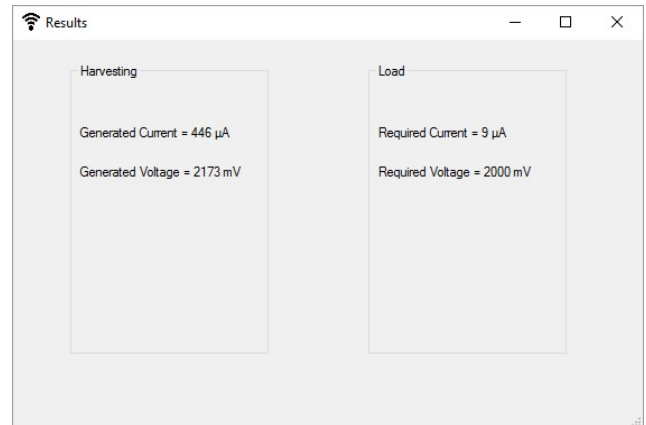 Results
Harvesting
Generated Current = 446 µA
Generated Voltage = 2173 mV
Load
Required Current = 9 µA
Required Voltage = 2000 mV